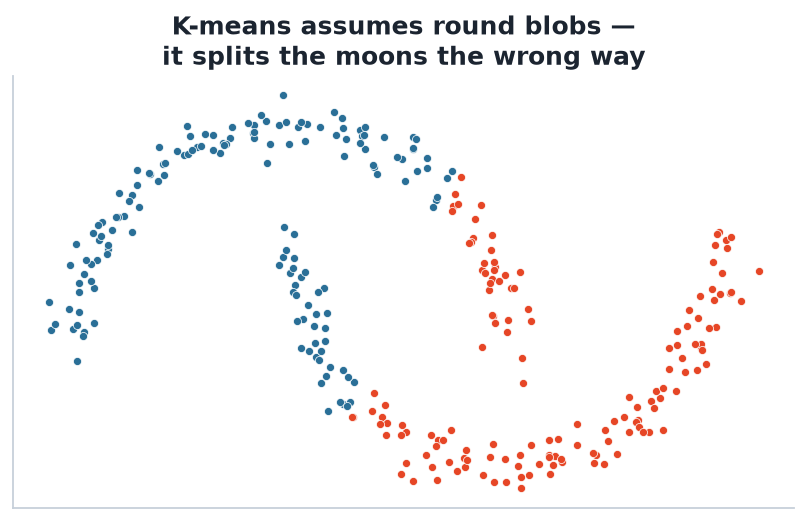 K-means assumes round blobs —
it splits the moons the wrong way